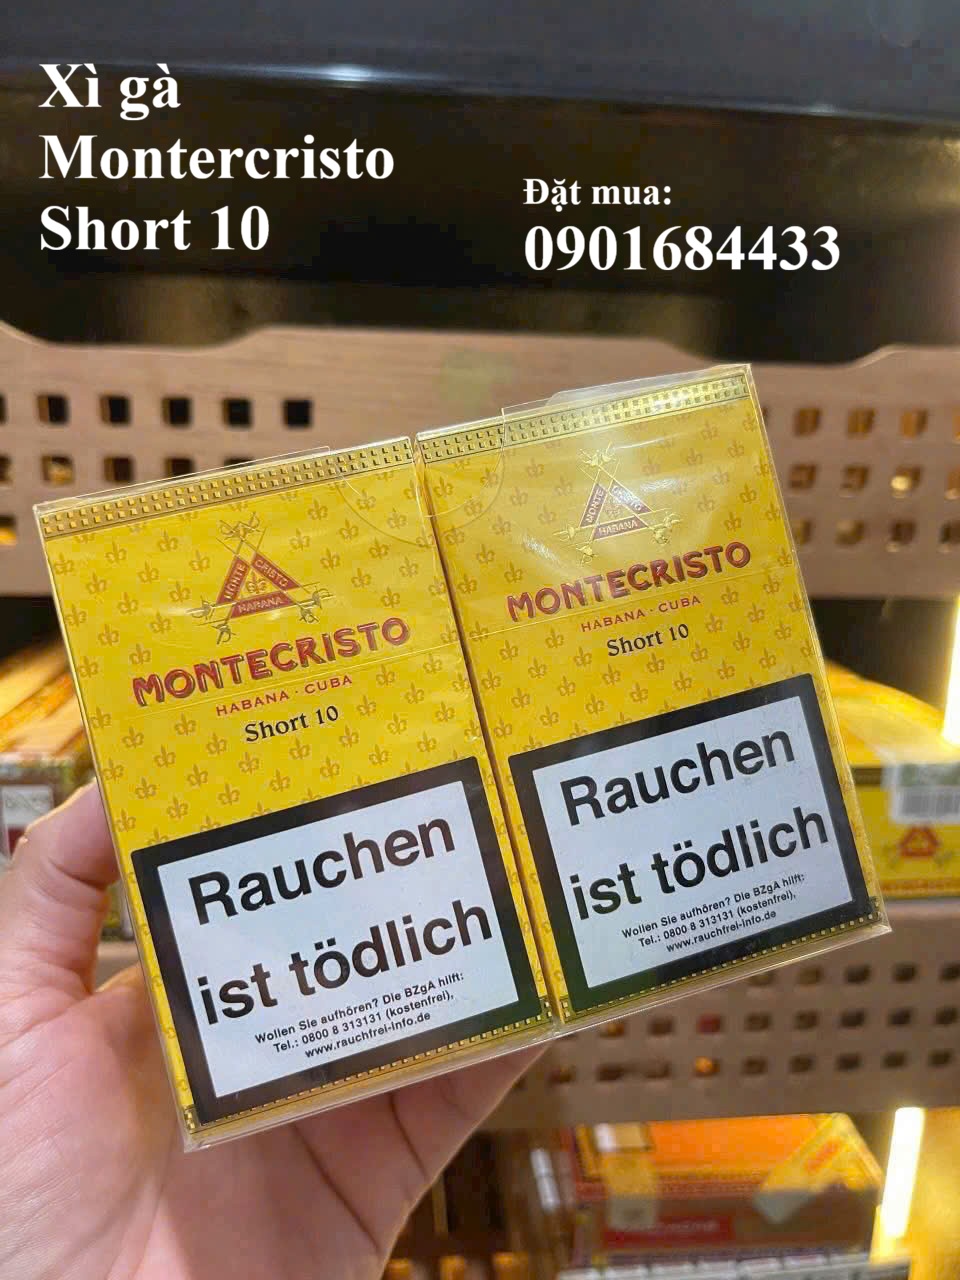 Xì gà
Montercristo
Short 10
Đặt mua:
0901684433
MONTE CRISTO
HABANA
MONTECRISTO
HABANA · CUBA
Short 10
Rauchen
ist tödlich
Wollen Sie aufhören? Die BZgA hilft:
Tel.: 0800 8 313131 (kostenfrei),
www.rauchfrei-info.de
MONTE CRISTO
HABANA
MONTECRISTO
HABANA · CUBA
Short 10
Rauchen
ist tödlich
Wollen Sie aufhören? Die BZgA hilft:
Tel.: 0800 8 313131 (kostenfrei),
www.rauchfrei-info.de